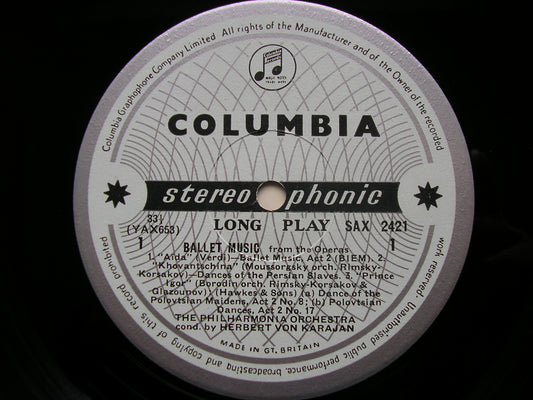 Columbia Graphophone Company Limited All rights of the Manufacturer and of the Owner of the recorded
work reserved Unauthorised public performance, broadcasting and copying of this record prohibited
COLUMBIA
stereo phonic
33⅓
LONG PLAY SAX 2421
(YAX653)
1 BALLET MUSIC from the Operas 1
1. "Aida" (Verdi)—Ballet Music, Act 2 (BIEM). 2.
"Khovantschina" (Moussorgsky orch. Rimsky-
Korsakov)—Dances of the Persian Slaves. 3. "Prince
Igor" (Borodin orch. Rimsky-Korsakov &
Glazounov) (Hawkes & Sons) (a) Dance of the
Polovtsian Maidens, Act 2 No. 8; (b) Polovtsian
Dances, Act 2 No. 17
THE PHILHARMONIA ORCHESTRA
cond. by HERBERT VON KARAJAN
MADE IN GT. BRITAIN